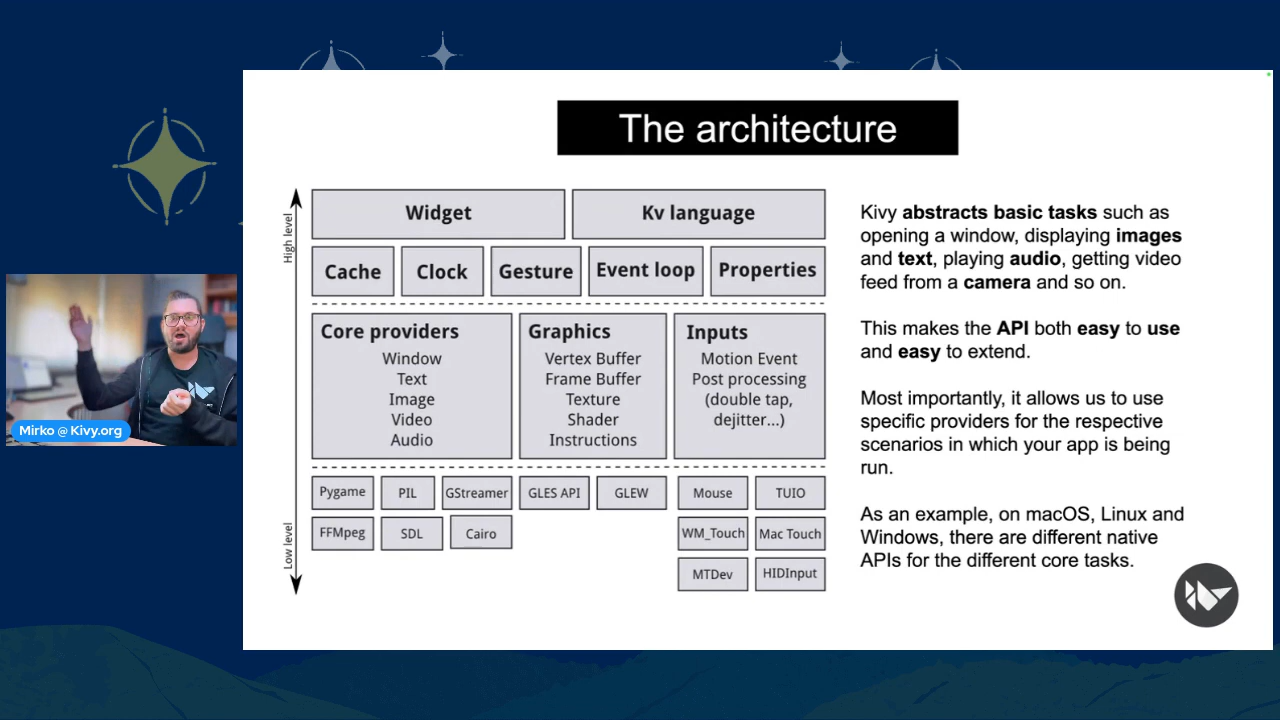 The architecture
High level
Widget
Kv language
Cache
Clock
Gesture
Event loop
Properties
Core providers
Window
Text
Image
Video
Audio
Graphics
Vertex Buffer
Frame Buffer
Texture
Shader
Instructions
Inputs
Motion Event
Post processing
(double tap,
dejitter...)
Low level
Pygame
PIL
GStreamer
GLES API
GLEW
Mouse
TUIO
FFMpeg
SDL
Cairo
WM_Touch
Mac Touch
MTDev
HIDInput
Kivy abstracts basic tasks such as
opening a window, displaying images
and text, playing audio, getting video
feed from a camera and so on.
This makes the API both easy to use
and easy to extend.
Most importantly, it allows us to use
specific providers for the respective
scenarios in which your app is being
run.
As an example, on macOS, Linux and
Windows, there are different native
APIs for the different core tasks.
Mirko @ Kivy.org